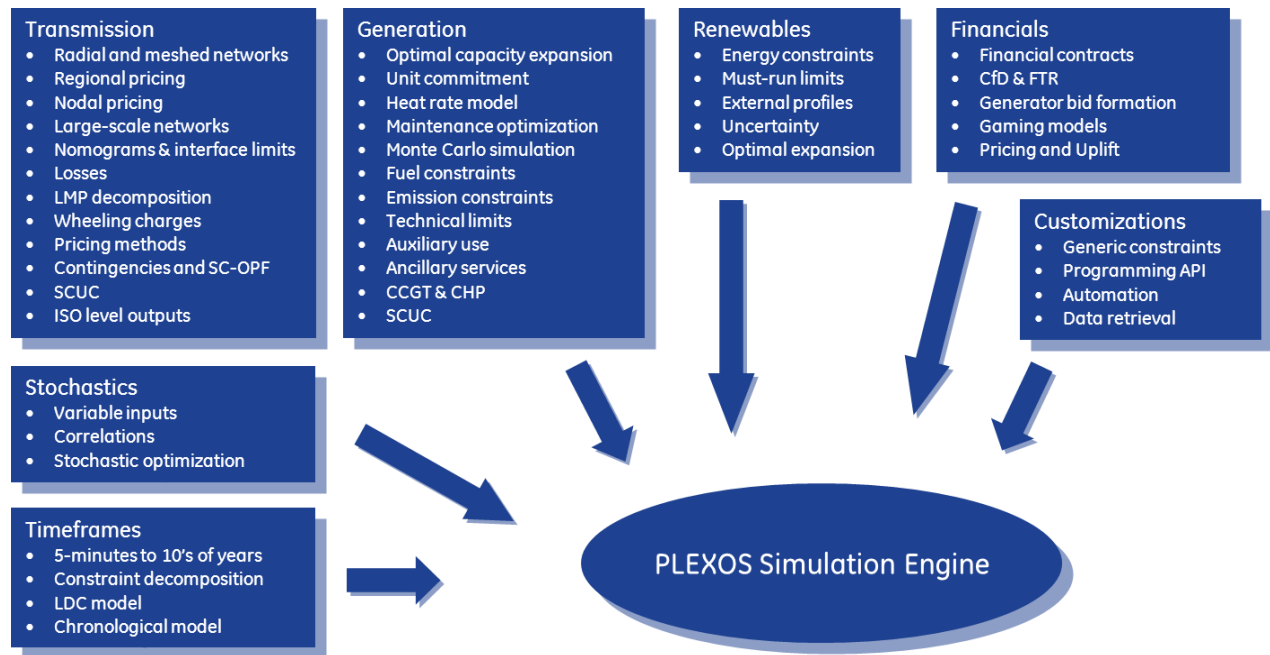 Transmission
• Radial and meshed networks
• Regional pricing
• Nodal pricing
• Large-scale networks
• Nomograms & interface limits
• Losses
• LMP decomposition
• Wheeling charges
• Pricing methods
• Contingencies and SC-OPF
• SCUC
• ISO level outputs
Generation
• Optimal capacity expansion
• Unit commitment
• Heat rate model
• Maintenance optimization
• Monte Carlo simulation
• Fuel constraints
• Emission constraints
• Technical limits
• Auxiliary use
• Ancillary services
• CCGT & CHP
• SCUC
Renewables
• Energy constraints
• Must-run limits
• External profiles
• Uncertainty
• Optimal expansion
Financials
• Financial contracts
• CfD & FTR
• Generator bid formation
• Gaming models
• Pricing and Uplift
Customizations
• Generic constraints
• Programming API
• Automation
• Data retrieval
Stochastics
• Variable inputs
• Correlations
• Stochastic optimization
Timeframes
• 5-minutes to 10's of years
• Constraint decomposition
• LDC model
• Chronological model
PLEXOS Simulation Engine